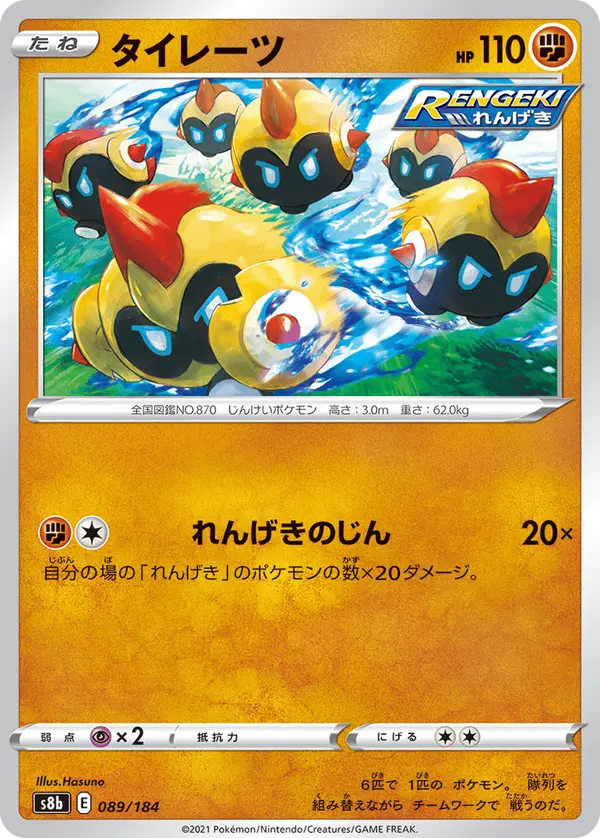 たね タイレーツ HP 110
RENGEKI
れんげき
全国図鑑NO.870 じんけいポケモン 高さ:3.0m 重さ:62.0kg
れんげきのじん 20×
自分の場の「れんげき」のポケモンの数×20ダメージ。
弱点 ×2 抵抗力 にげる
Illus.Hasuno
s8b E 089/184
6匹で 1匹の ポケモン。 隊列を
組み替えながら チームワークで 戦うのだ。
©2021 Pokémon/Nintendo/Creatures/GAME FREAK.